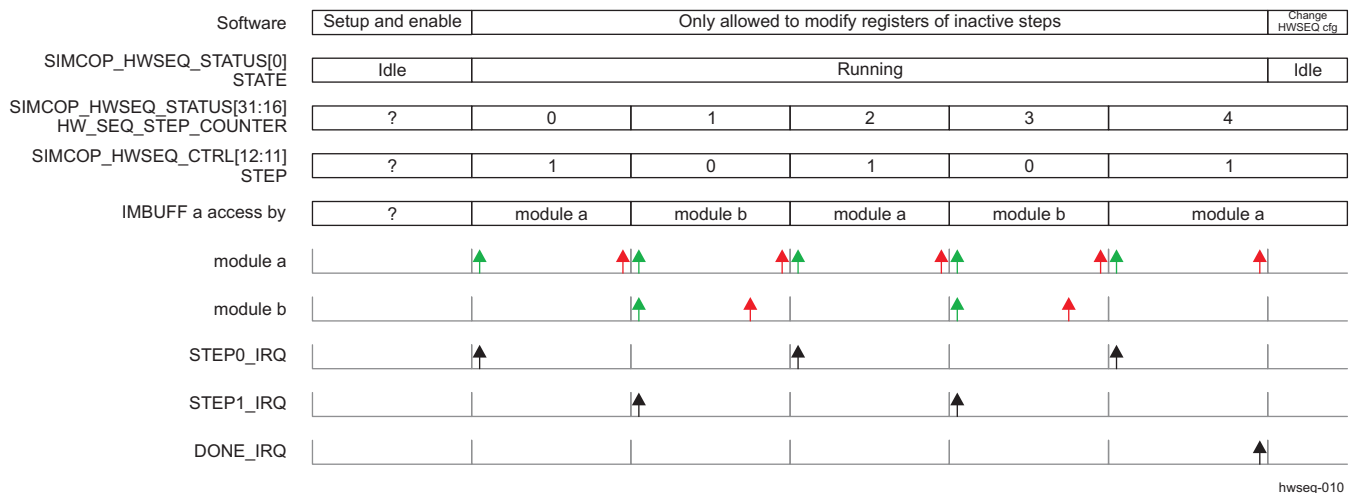 Software
Setup and enable
Only allowed to modify registers of inactive steps
Change
HWSEQ cfg
SIMCOP_HWSEQ_STATUS[0]
STATE
Idle
Running
Idle
SIMCOP_HWSEQ_STATUS[31:16]
HW_SEQ_STEP_COUNTER
?
0
1
2
3
4
SIMCOP_HWSEQ_CTRL[12:11]
STEP
?
1
0
1
0
1
IMBUFF a access by
?
module a
module b
module a
module b
module a
module a
module b
STEP0_IRQ
STEP1_IRQ
DONE_IRQ
hwseq-010